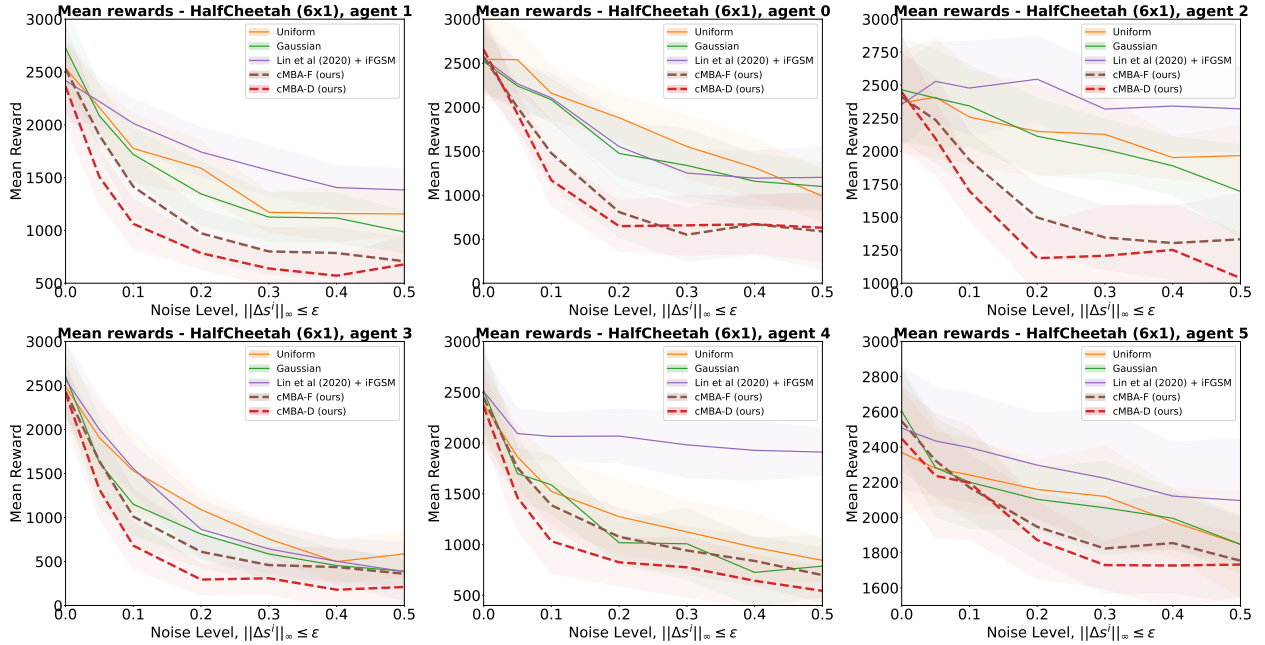 Mean rewards - HalfCheetah (6x1), agent 1
3000
2500
2000
1500
1000
500
Mean Reward
Uniform
Gaussian
Lin et al (2020) + iFGSM
cMBA-F (ours)
cMBA-D (ours)
0.0 0.1 0.2 0.3 0.4 0.5
Noise Level, ||Δsⁱ||∞ ≤ ε
Mean rewards - HalfCheetah (6x1), agent 0
3000
2500
2000
1500
1000
500
0
Mean Reward
Uniform
Gaussian
Lin et al (2020) + iFGSM
cMBA-F (ours)
cMBA-D (ours)
0.0 0.1 0.2 0.3 0.4 0.5
Noise Level, ||Δsⁱ||∞ ≤ ε
Mean rewards - HalfCheetah (6x1), agent 2
3000
2750
2500
2250
2000
1750
1500
1250
1000
Mean Reward
Uniform
Gaussian
Lin et al (2020) + iFGSM
cMBA-F (ours)
cMBA-D (ours)
0.0 0.1 0.2 0.3 0.4 0.5
Noise Level, ||Δsⁱ||∞ ≤ ε
Mean rewards - HalfCheetah (6x1), agent 3
3000
2500
2000
1500
1000
500
0
Mean Reward
Uniform
Gaussian
Lin et al (2020) + iFGSM
cMBA-F (ours)
cMBA-D (ours)
0.0 0.1 0.2 0.3 0.4 0.5
Noise Level, ||Δsⁱ||∞ ≤ ε
Mean rewards - HalfCheetah (6x1), agent 4
3000
2500
2000
1500
1000
500
Mean Reward
Uniform
Gaussian
Lin et al (2020) + iFGSM
cMBA-F (ours)
cMBA-D (ours)
0.0 0.1 0.2 0.3 0.4 0.5
Noise Level, ||Δsⁱ||∞ ≤ ε
Mean rewards - HalfCheetah (6x1), agent 5
3000
2800
2600
2400
2200
2000
1800
1600
Mean Reward
Uniform
Gaussian
Lin et al (2020) + iFGSM
cMBA-F (ours)
cMBA-D (ours)
0.0 0.1 0.2 0.3 0.4 0.5
Noise Level, ||Δsⁱ||∞ ≤ ε